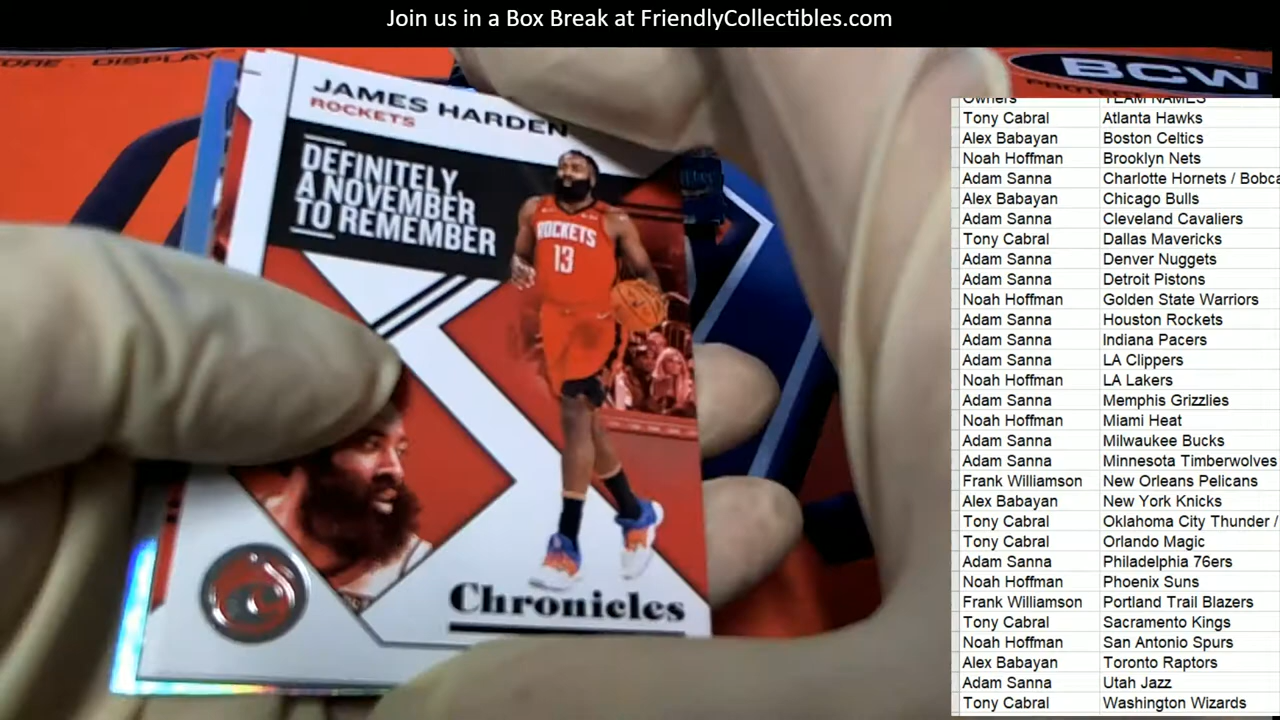 Join us in a Box Break at FriendlyCollectibles.com
DISPLAY
BCW
JAMES HARDEN
ROCKETS
DEFINITELY
A NOVEMBER
TO REMEMBER
ROCKETS
13
Chronicles
Owners TEAM NAMES
Tony Cabral Atlanta Hawks
Alex Babayan Boston Celtics
Noah Hoffman Brooklyn Nets
Adam Sanna Charlotte Hornets / Bobca
Alex Babayan Chicago Bulls
Adam Sanna Cleveland Cavaliers
Tony Cabral Dallas Mavericks
Adam Sanna Denver Nuggets
Adam Sanna Detroit Pistons
Noah Hoffman Golden State Warriors
Adam Sanna Houston Rockets
Adam Sanna Indiana Pacers
Adam Sanna LA Clippers
Noah Hoffman LA Lakers
Adam Sanna Memphis Grizzlies
Noah Hoffman Miami Heat
Adam Sanna Milwaukee Bucks
Adam Sanna Minnesota Timberwolves
Frank Williamson New Orleans Pelicans
Alex Babayan New York Knicks
Tony Cabral Oklahoma City Thunder /
Tony Cabral Orlando Magic
Adam Sanna Philadelphia 76ers
Noah Hoffman Phoenix Suns
Frank Williamson Portland Trail Blazers
Tony Cabral Sacramento Kings
Noah Hoffman San Antonio Spurs
Alex Babayan Toronto Raptors
Adam Sanna Utah Jazz
Tony Cabral Washington Wizards